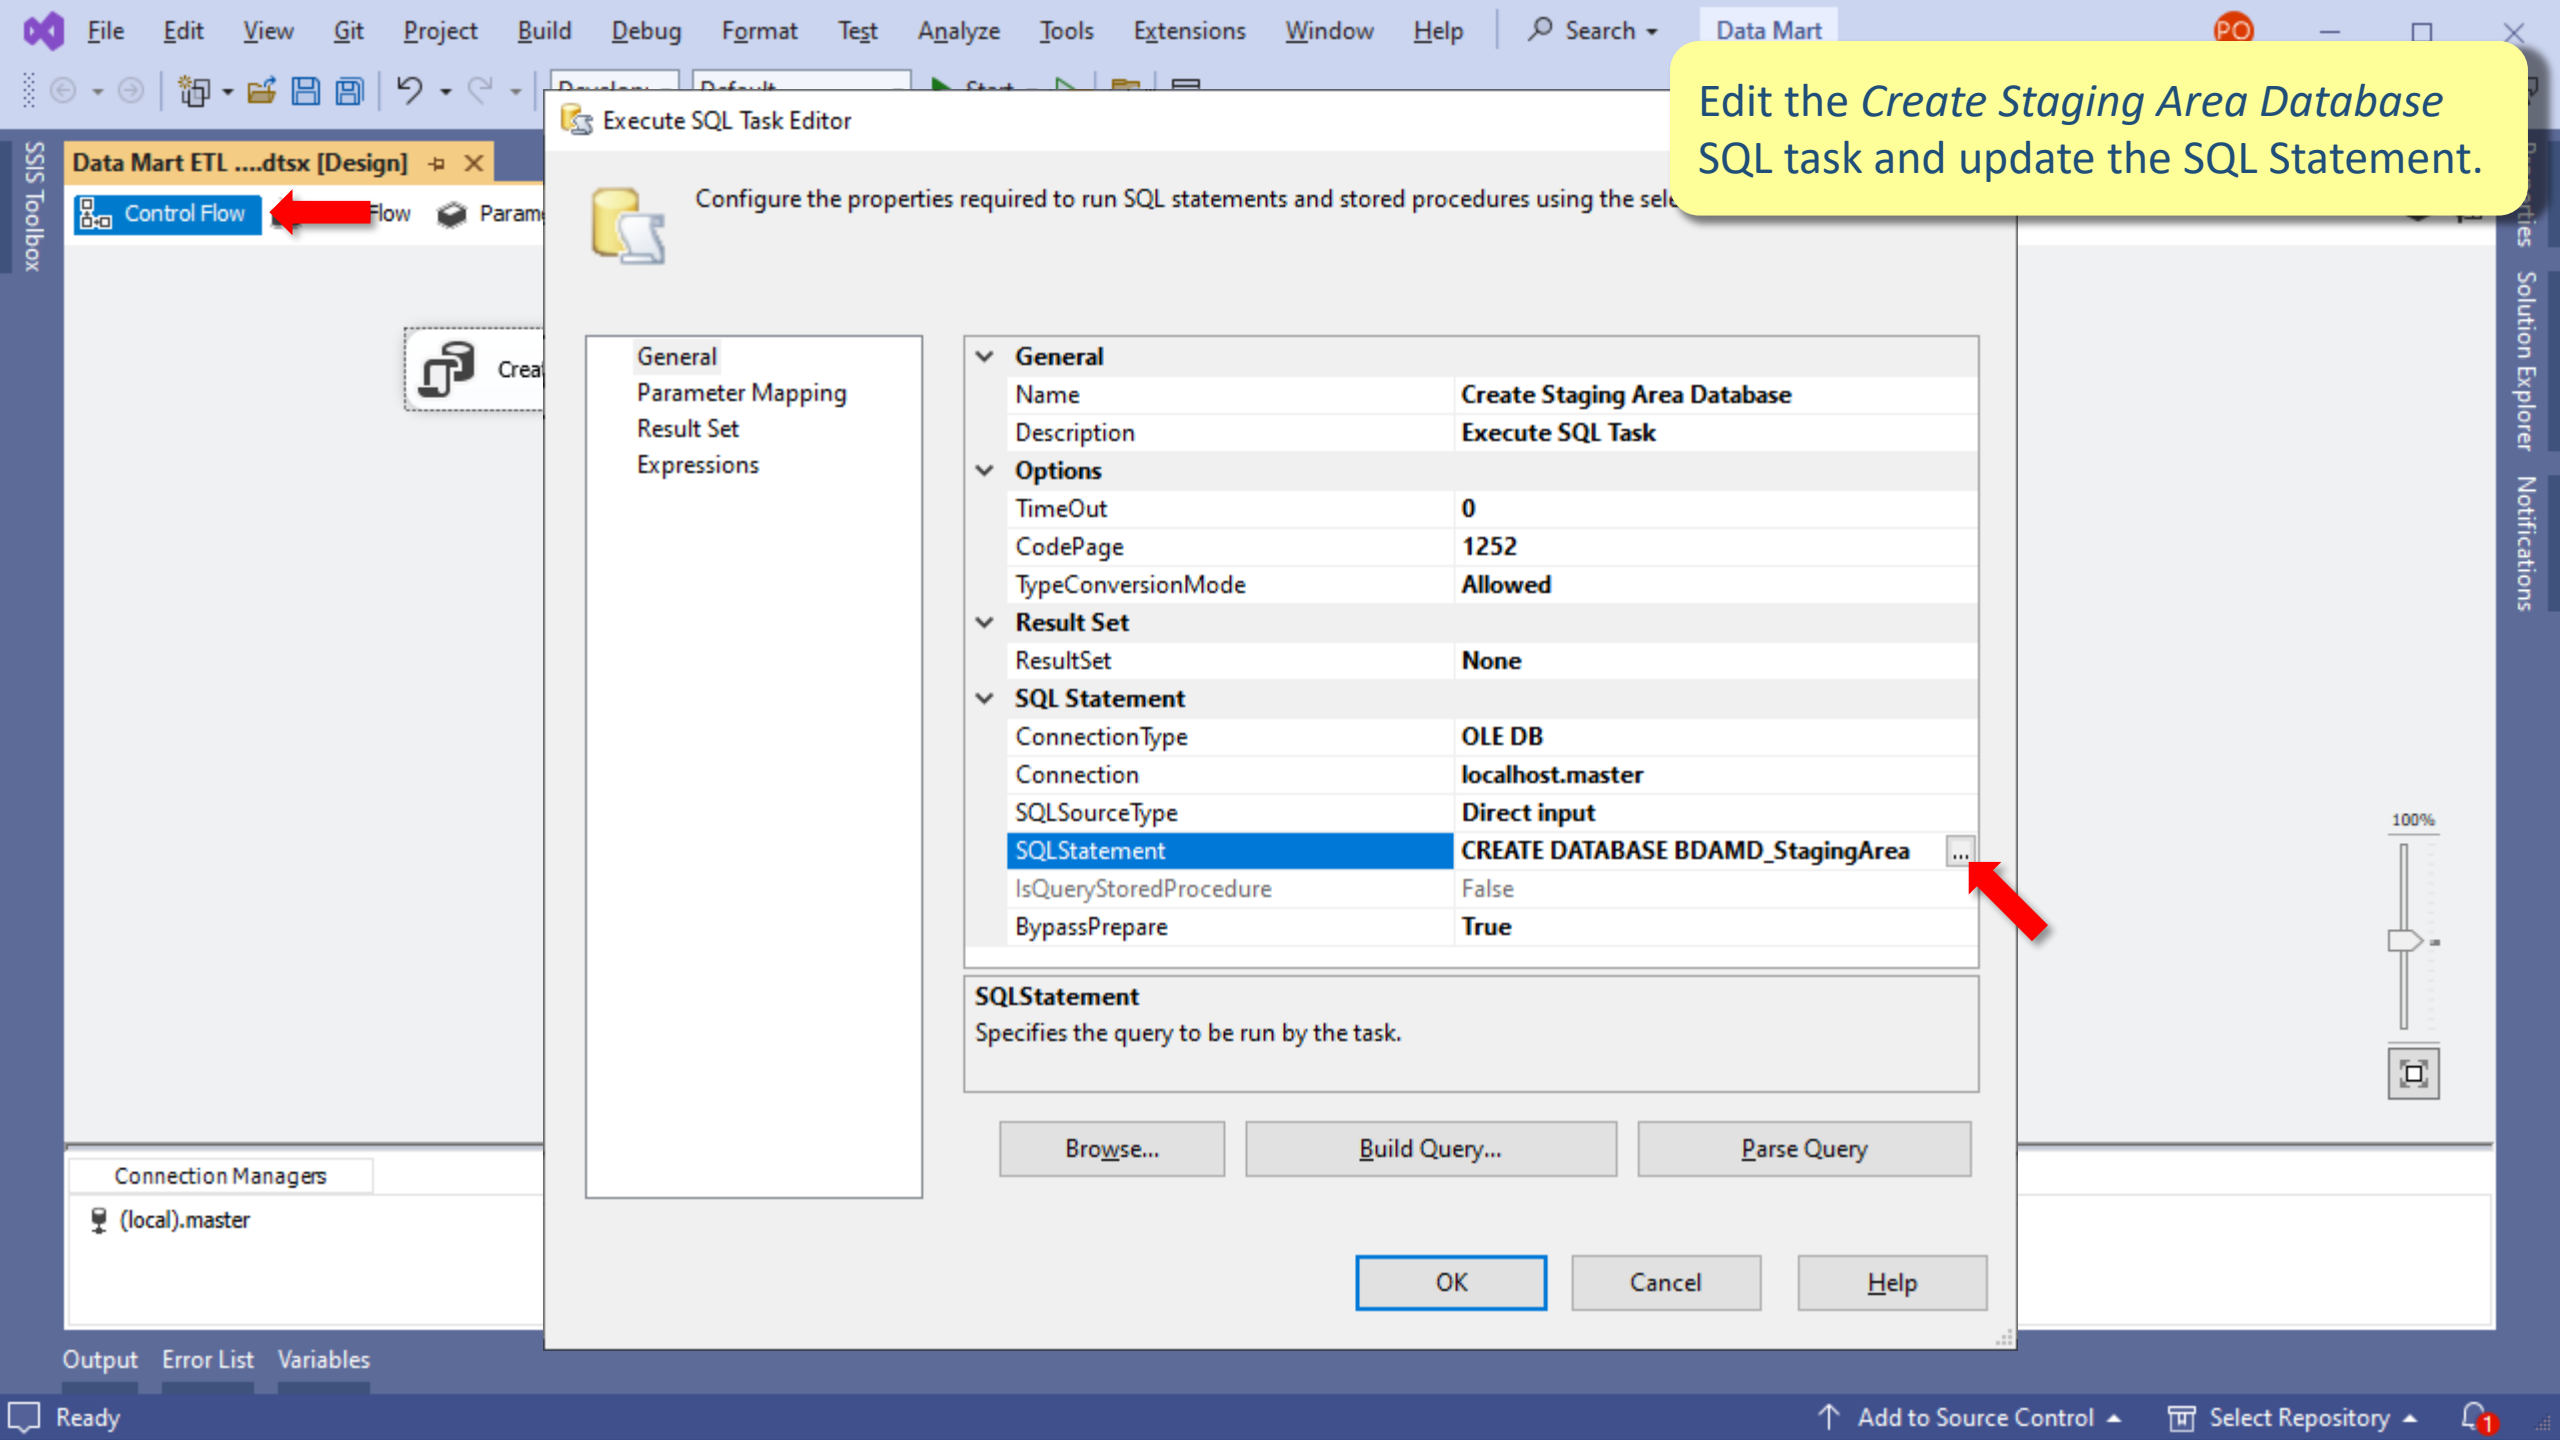 File Edit View Git Project Build Debug Format Test Analyze Tools Extensions Window Help Search Data Mart PO
Start
Edit the Create Staging Area Database
SQL task and update the SQL Statement.
Execute SQL Task Editor
SSIS Toolbox
Data Mart ETL ....dtsx [Design]
Control Flow Flow Param
Configure the properties required to run SQL statements and stored procedures using the sel
Creat
General
Parameter Mapping
Result Set
Expressions
General
Name Create Staging Area Database
Description Execute SQL Task
Options
TimeOut 0
CodePage 1252
TypeConversionMode Allowed
Result Set
ResultSet None
SQL Statement
ConnectionType OLE DB
Connection localhost.master
SQLSourceType Direct input
SQLStatement CREATE DATABASE BDAMD_StagingArea ...
IsQueryStoredProcedure False
BypassPrepare True
SQLStatement
Specifies the query to be run by the task.
Browse... Build Query... Parse Query
OK Cancel Help
Solution Explorer
Notifications
100%
Connection Managers
(local).master
Output Error List Variables
Ready Add to Source Control Select Repository 1